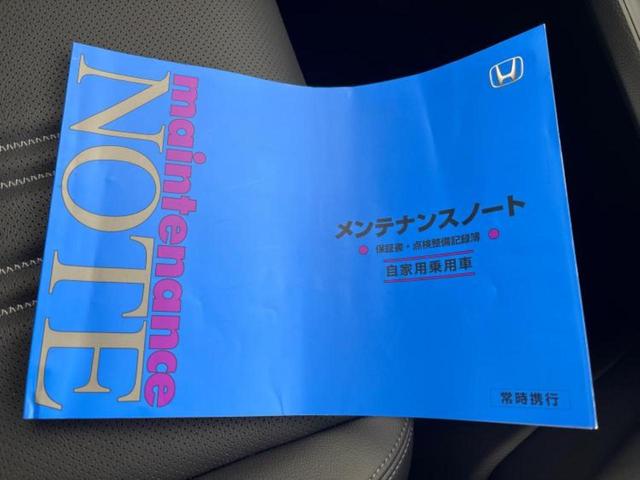 maintenance
NOTE
メンテナンスノート
保証書・点検整備記録簿
自家用乗用車
常時携行